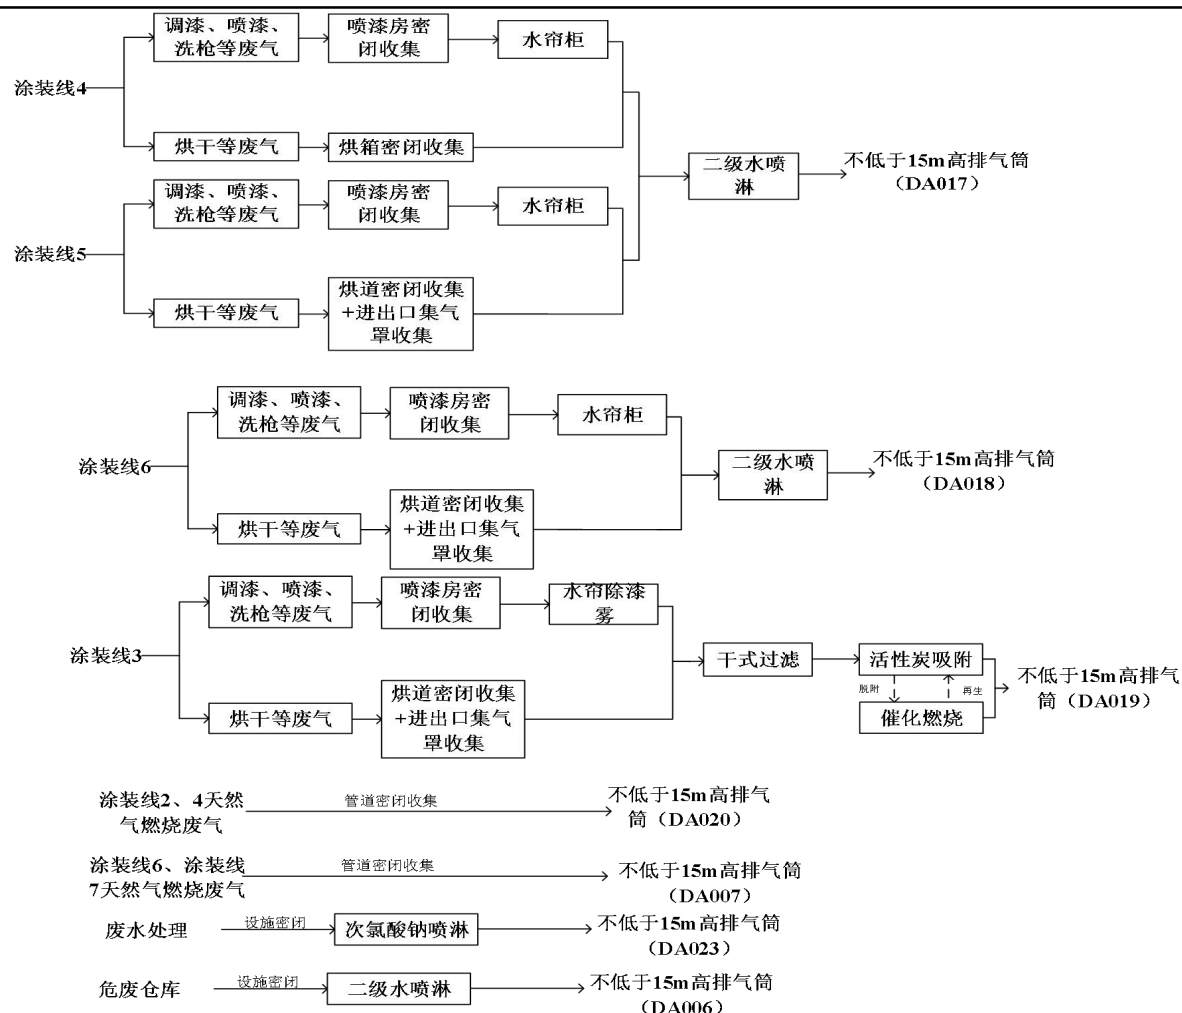 调漆、喷漆、
洗枪等废气
喷漆房密
闭收集
水帘柜
涂装线4
烘干等废气
烘箱密闭收集
二级水喷
淋
不低于15m高排气筒
（DA017）
调漆、喷漆、
洗枪等废气
喷漆房密
闭收集
水帘柜
涂装线5
烘干等废气
烘道密闭收集
+进出口集气
罩收集
调漆、喷漆、
洗枪等废气
喷漆房密
闭收集
水帘柜
涂装线6
二级水喷
淋
不低于15m高排气筒
（DA018）
烘干等废气
烘道密闭收集
+进出口集气
罩收集
调漆、喷漆、
洗枪等废气
喷漆房密
闭收集
水帘除漆
雾
涂装线3
干式过滤
活性炭吸附
脱附
再生
催化燃烧
不低于15m高排气
筒（DA019）
烘干等废气
烘道密闭收集
+进出口集气
罩收集
涂装线2、4天然
气燃烧废气
管道密闭收集
不低于15m高排气
筒（DA020）
涂装线6、涂装线
7天然气燃烧废气
管道密闭收集
不低于15m高排气筒
（DA007）
废水处理
设施密闭
次氯酸钠喷淋
不低于15m高排气筒
（DA023）
危废仓库
设施密闭
二级水喷淋
不低于15m高排气筒
（DA006）